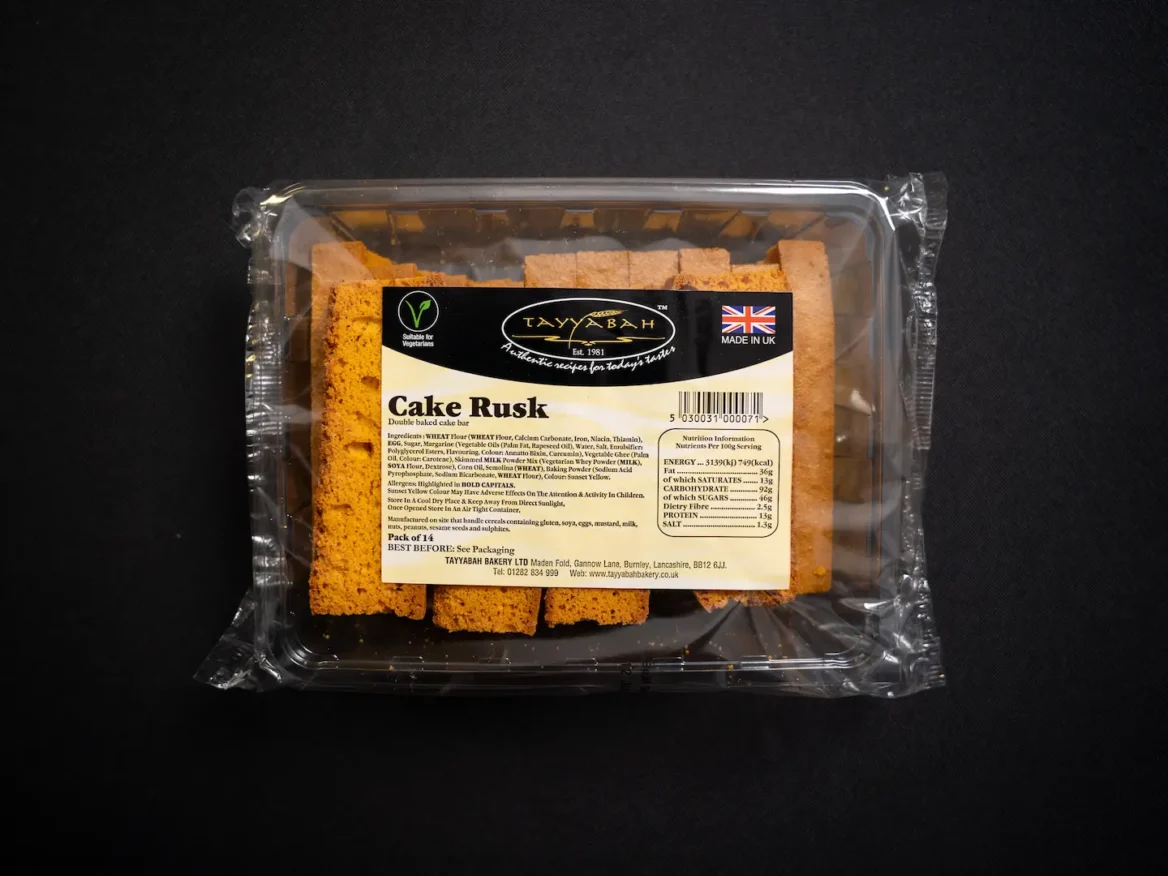 Suitable for
Vegetarians
TAYYABAH
TM
Est. 1981
Authentic recipes for today's tastes
MADE IN UK
Cake Rusk
Double baked cake bar
Ingredients: WHEAT Flour (WHEAT Flour, Calcium Carbonate, Iron, Niacin, Thiamin),
EGG, Sugar, Margarine (Vegetable Oils (Palm Fat, Rapeseed Oil), Water, Salt, Emulsifier:
Polyglycerol Esters, Flavouring, Colour: Annatto Bixin, Curcumin), Vegetable Ghee (Palm
Oil, Colour: Carotene), Skimmed MILK Powder Mix (Vegetarian Whey Powder (MILK),
SOYA Flour, Dextrose), Corn Oil, Semolina (WHEAT), Baking Powder (Sodium Acid
Pyrophosphate, Sodium Bicarbonate, WHEAT Flour), Colour: Sunset Yellow.
Allergens: Highlighted in BOLD CAPITALS.
Sunset Yellow Colour May Have Adverse Effects On The Attention & Activity In Children.
Store In A Cool Dry Place & Keep Away From Direct Sunlight,
Once Opened Store In An Air Tight Container,
Manufactured on site that handle cereals containing gluten, soya, eggs, mustard, milk,
nuts, peanuts, sesame seeds and sulphites.
Pack of 14
BEST BEFORE: See Packaging
5 030031 000071 >
Nutrition Information
Nutrients Per 100g Serving
ENERGY ... 3139(kj) 749(kcal)
Fat ........................ 36g
of which SATURATES ...... 13g
CARBOHYDRATE .......... 92g
of which SUGARS .......... 46g
Dietry Fibre ................ 2.5g
PROTEIN .................... 13g
SALT ........................ 1.3g
TAYYABAH BAKERY LTD Maden Fold, Gannow Lane, Burnley, Lancashire, BB12 6JJ.
Tel: 01282 834 999 Web: www.tayyabahbakery.co.uk